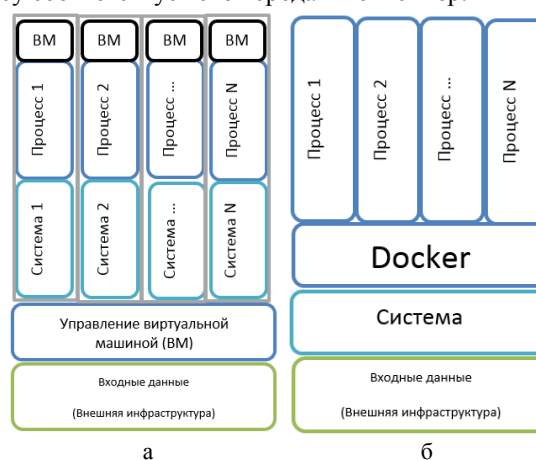 ВМ ВМ ВМ ВМ
Процесс 1 Процесс 2 Процесс ... Процесс N
Система 1 Система 2 Система ... Система N
Управление виртуальной
машиной (ВМ)
Входные данные
(Внешняя инфраструктура)
а
Процесс 1 Процесс 2 Процесс ... Процесс N
Docker
Система
Входные данные
(Внешняя инфраструктура)
б